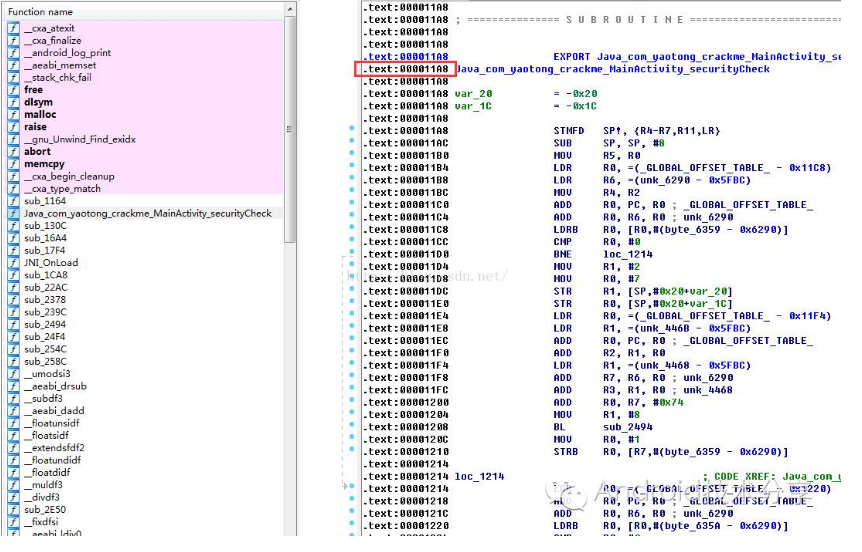 Function name
__cxa_atexit
__cxa_finalize
__android_log_print
__aeabi_memset
__stack_chk_fail
free
dlsym
malloc
raise
__gnu_Unwind_Find_exidx
abort
memcpy
__cxa_begin_cleanup
__cxa_type_match
sub_1164
Java_com_yaotong_crackme_MainActivity_securityCheck
sub_130C
sub_16A4
sub_17F4
JNI_OnLoad
sub_1CA8
sub_22AC
sub_2378
sub_239C
sub_2494
sub_24F4
sub_254C
sub_258C
__umodsi3
__aeabi_drsub
__subdf3
__aeabi_dadd
__floatunsidf
__floatsidf
__extendsfdf2
__floatundidf
__floatdidf
__muldf3
__divdf3
sub_2E50
__fixdfsi
__aeabi_ldiv0
.text:000011A8
.text:000011A8 ; ============== S U B R O U T I N E ==============
.text:000011A8
.text:000011A8
.text:000011A8 EXPORT Java_com_yaotong_crackme_MainActivity_se
.text:000011A8 Java_com_yaotong_crackme_MainActivity_securityCheck
.text:000011A8
.text:000011A8 var_20 = -0x20
.text:000011A8 var_1C = -0x1C
.text:000011A8
.text:000011A8 STMFD SP!, {R4-R7,R11,LR}
.text:000011AC SUB SP, SP, #8
.text:000011B0 MOV R5, R0
.text:000011B4 LDR R0, =(_GLOBAL_OFFSET_TABLE_ - 0x11C8)
.text:000011B8 LDR R6, =(unk_6290 - 0x5FBC)
.text:000011BC MOV R4, R2
.text:000011C0 ADD R0, PC, R0 ; _GLOBAL_OFFSET_TABLE_
.text:000011C4 ADD R0, R6, R0 ; unk_6290
.text:000011C8 LDRB R0, [R0,#(byte_6359 - 0x6290)]
.text:000011CC CMP R0, #0
.text:000011D0 BNE loc_1214
.text:000011D4 MOV R1, #2
.text:000011D8 MOV R0, #7
.text:000011DC STR R1, [SP,#0x20+var_20]
.text:000011E0 STR R0, [SP,#0x20+var_1C]
.text:000011E4 LDR R0, =(_GLOBAL_OFFSET_TABLE_ - 0x11F4)
.text:000011E8 LDR R1, =(unk_446B - 0x5FBC)
.text:000011EC ADD R0, PC, R0 ; _GLOBAL_OFFSET_TABLE_
.text:000011F0 ADD R2, R1, R0
.text:000011F4 LDR R1, =(unk_4468 - 0x5FBC)
.text:000011F8 ADD R7, R6, R0 ; unk_6290
.text:000011FC ADD R3, R1, R0 ; unk_4468
.text:00001200 ADD R0, R7, #0x74
.text:00001204 MOV R1, #8
.text:00001208 BL sub_2494
.text:0000120C MOV R0, #1
.text:00001210 STRB R0, [R7,#(byte_6359 - 0x6290)]
.text:00001214
.text:00001214 loc_1214 ; CODE XREF: Java_com_y
.text:00001214 LDR R0, =(_GLOBAL_OFFSET_TABLE_ - 0x1220)
.text:00001218 ADD R0, PC, R0 ; _GLOBAL_OFFSET_TABLE_
.text:0000121C ADD R0, R6, R0 ; unk_6290
.text:00001220 LDRB R0, [R0,#(byte_635A - 0x6290)]